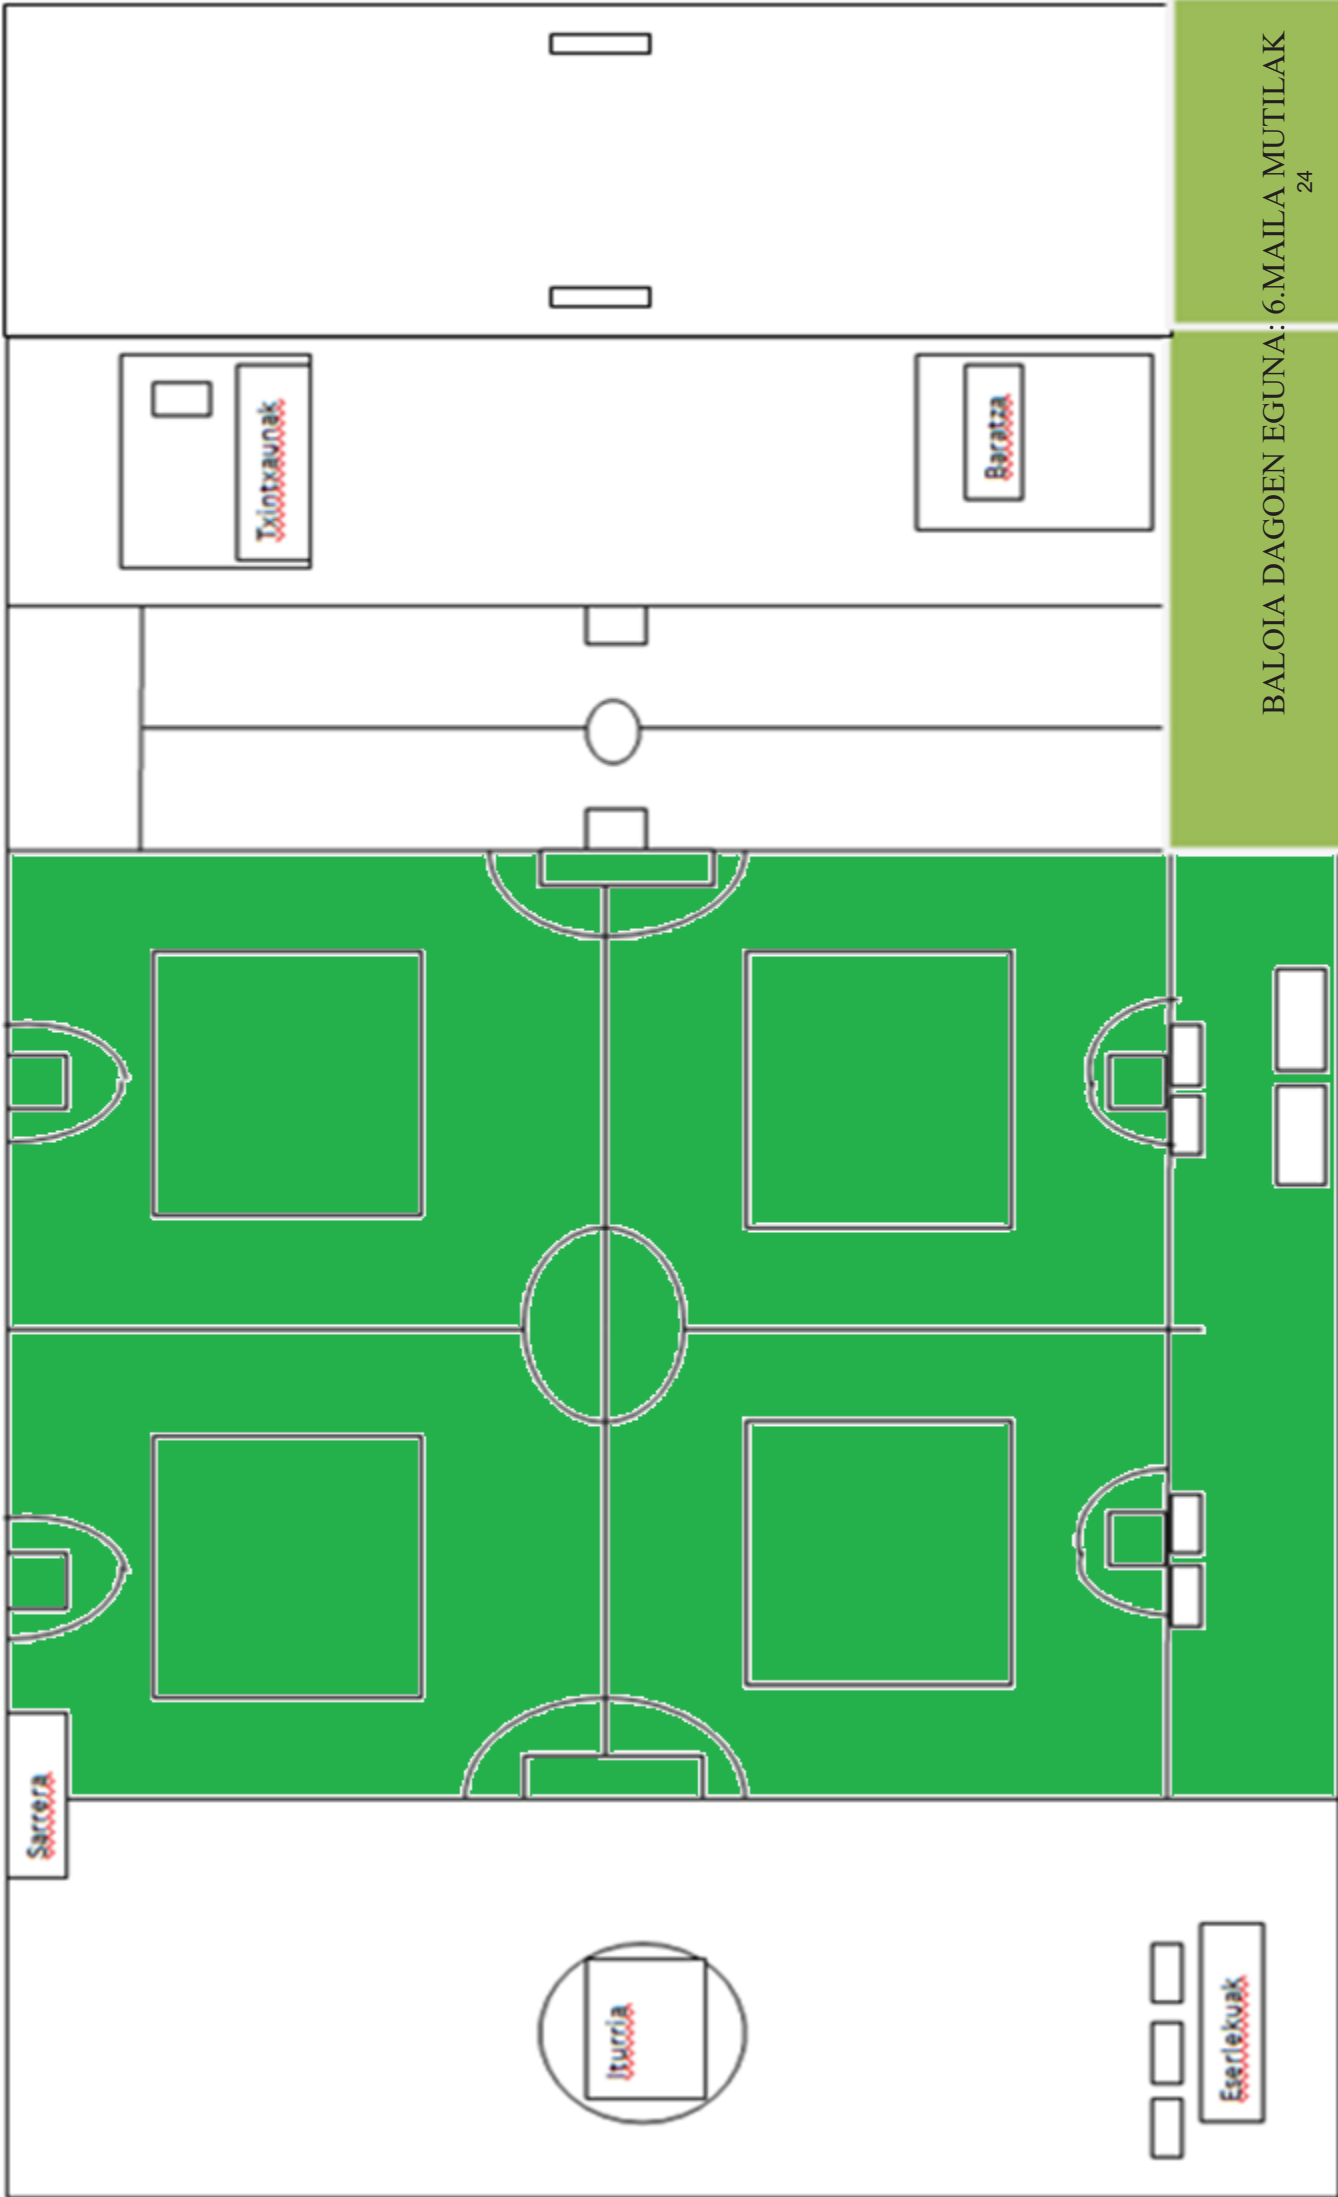 BALOIA DAGOEN EGUNA: 6.MAILA MUTILAK
24
Sarrera
Txintxaunak
Iturria
Baratza
Eserlekuak